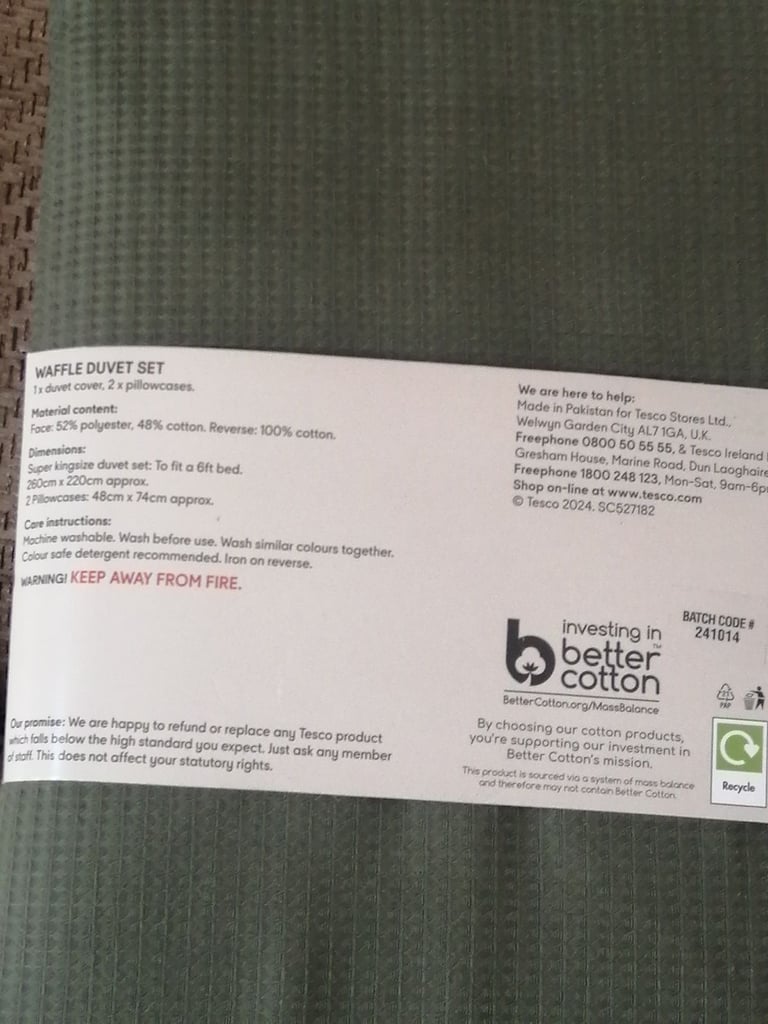 WAFFLE DUVET SET
1 x duvet cover, 2 x pillowcases.
Material content:
Face: 52% polyester, 48% cotton. Reverse: 100% cotton.
Dimensions:
Super kingsize duvet set: To fit a 6ft bed.
260cm x 220cm approx.
2 Pillowcases: 48cm x 74cm approx.
Care instructions:
Machine washable. Wash before use. Wash similar colours together.
Colour safe detergent recommended. Iron on reverse.
WARNING! KEEP AWAY FROM FIRE.
Our promise: We are happy to refund or replace any Tesco product
which falls below the high standard you expect. Just ask any member
of staff. This does not affect your statutory rights.
We are here to help:
Made in Pakistan for Tesco Stores Ltd.,
Welwyn Garden City AL7 1GA, U.K.
Freephone 0800 50 55 55, & Tesco Ireland
Gresham House, Marine Road, Dun Laoghaire
Freephone 1800 248 123, Mon-Sat, 9am-6p
Shop on-line at www.tesco.com
© Tesco 2024. SC527182
BATCH CODE #
241014
investing in
better™
cotton
BetterCotton.org/MassBalance
By choosing our cotton products,
you're supporting our investment in
Better Cotton's mission.
This product is sourced via a system of mass balance
and therefore may not contain Better Cotton.
PAP
Recycle